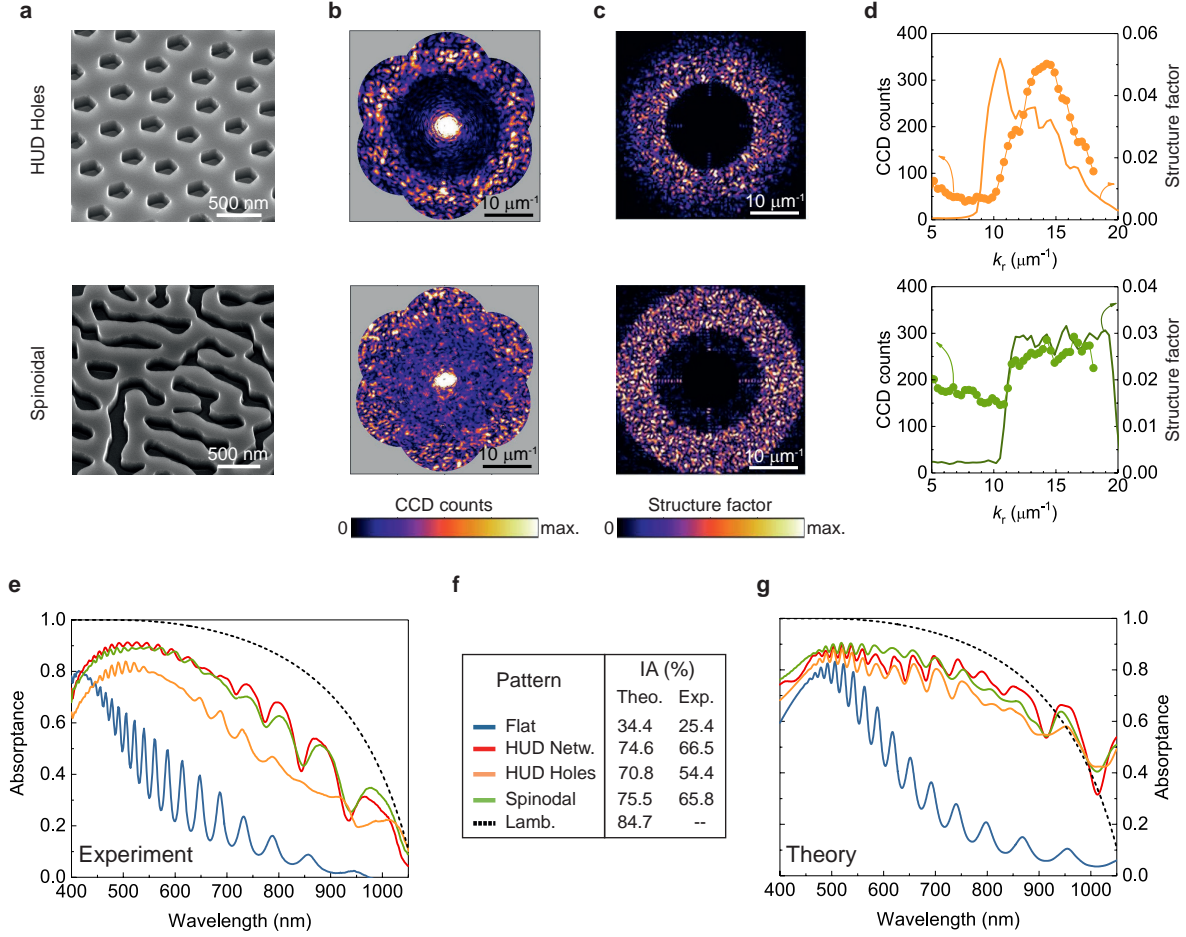 a
b
c
d
HUD Holes
500 nm
10 μm-1
10 μm-1
400
300
200
100
0
CCD counts
0.06
0.04
0.02
0.00
Structure factor
5 10 15 20
kr (μm-1)
Spinoidal
500 nm
10 μm-1
10 μm-1
400
300
200
100
0
CCD counts
0.04
0.03
0.02
0.01
0.00
Structure factor
5 10 15 20
kr (μm-1)
CCD counts
0 max.
Structure factor
0 max.
e
1.0
0.8
0.6
0.4
0.2
0.0
Absorptance
Experiment
400 500 600 700 800 900 1000
Wavelength (nm)
f
Pattern IA (%)
Theo. Exp.
Flat 34.4 25.4
HUD Netw. 74.6 66.5
HUD Holes 70.8 54.4
Spinodal 75.5 65.8
Lamb. 84.7 --
g
1.0
0.8
0.6
0.4
0.2
0.0
Absorptance
Theory
400 500 600 700 800 900 1000
Wavelength (nm)